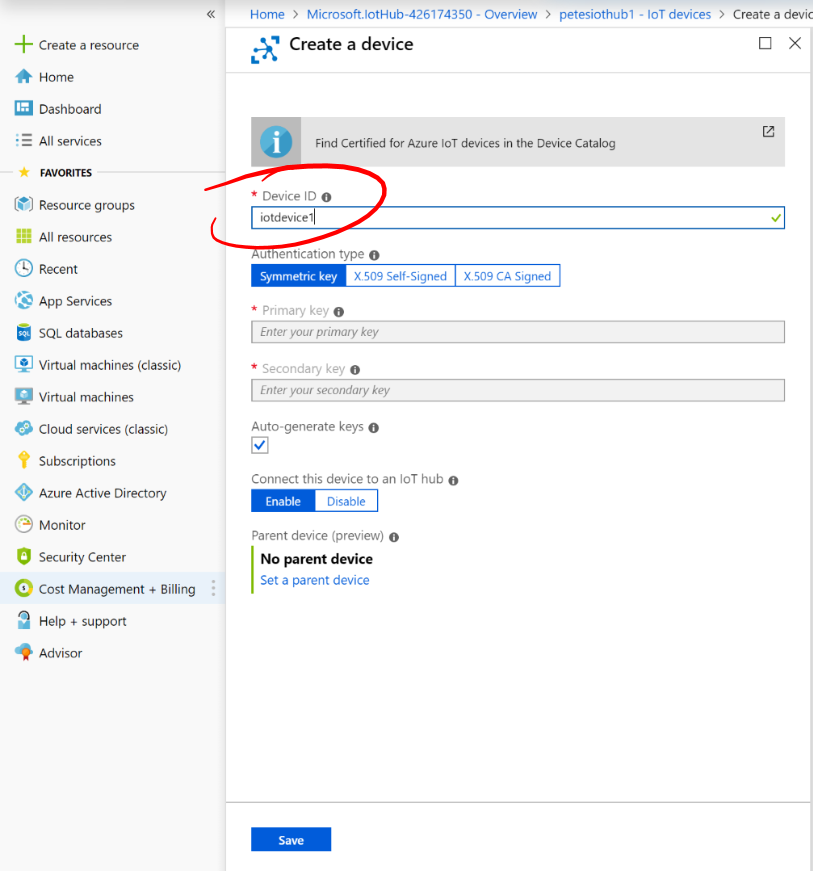 «
Home > Microsoft.IotHub-426174350 - Overview > petesiothub1 - IoT devices > Create a devic
Create a resource
Home
Dashboard
All services
FAVORITES
Resource groups
All resources
Recent
App Services
SQL
SQL databases
Virtual machines (classic)
Virtual machines
Cloud services (classic)
Subscriptions
Azure Active Directory
Monitor
Security Center
Cost Management + Billing
Help + support
Advisor
Create a device
Find Certified for Azure IoT devices in the Device Catalog
* Device ID
iotdevice1
Authentication type
Symmetric key X.509 Self-Signed X.509 CA Signed
* Primary key
Enter your primary key
* Secondary key
Enter your secondary key
Auto-generate keys
Connect this device to an IoT hub
Enable Disable
Parent device (preview)
No parent device
Set a parent device
Save